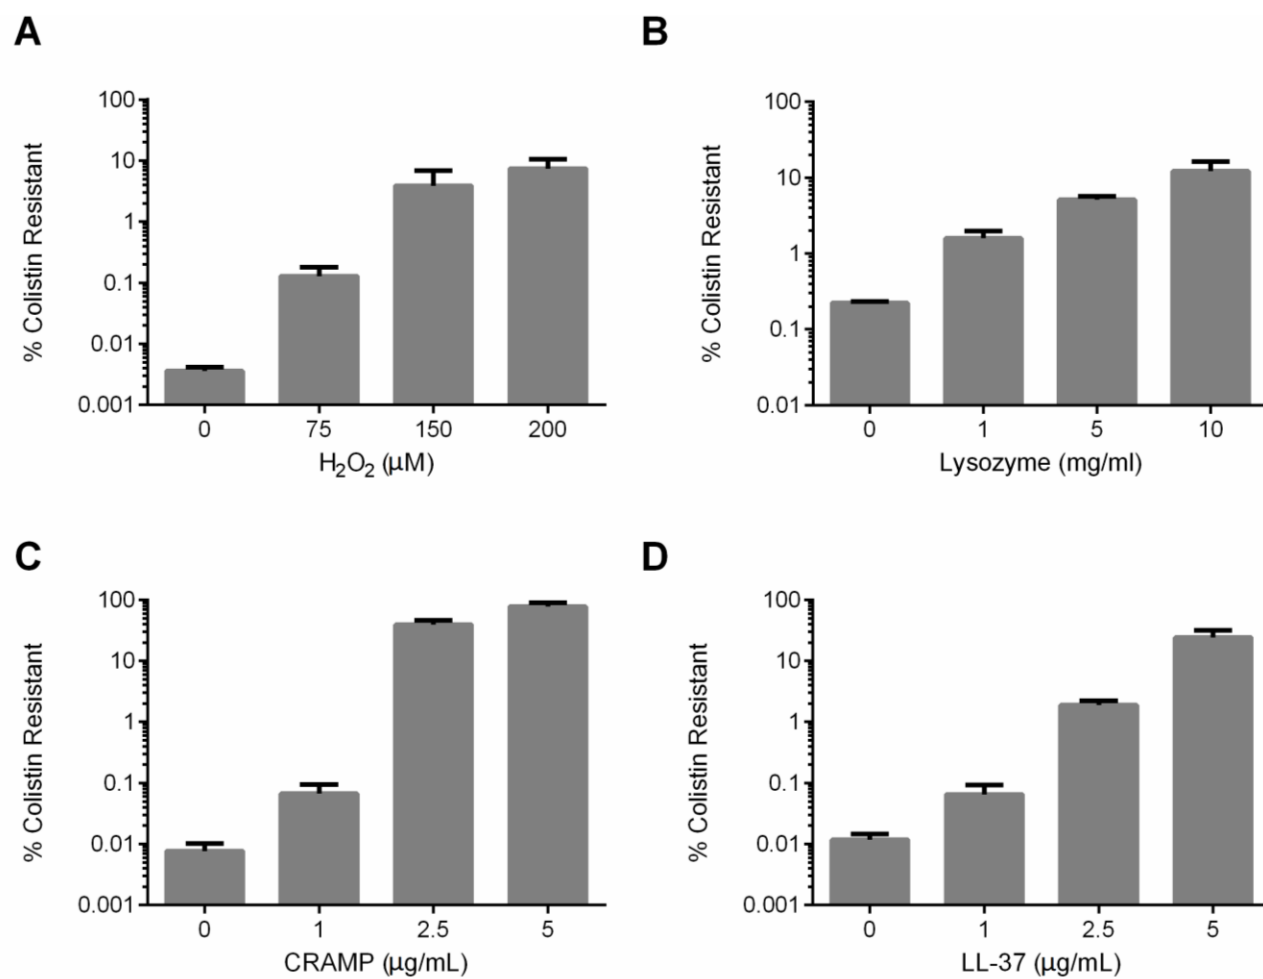 A
% Colistin Resistant
100
10
1
0.1
0.01
0.001
0 75 150 200
H₂O₂ (μM)
B
% Colistin Resistant
100
10
1
0.1
0.01
0 1 5 10
Lysozyme (mg/ml)
C
% Colistin Resistant
100
10
1
0.1
0.01
0.001
0 1 2.5 5
CRAMP (μg/mL)
D
% Colistin Resistant
100
10
1
0.1
0.01
0.001
0 1 2.5 5
LL-37 (μg/mL)